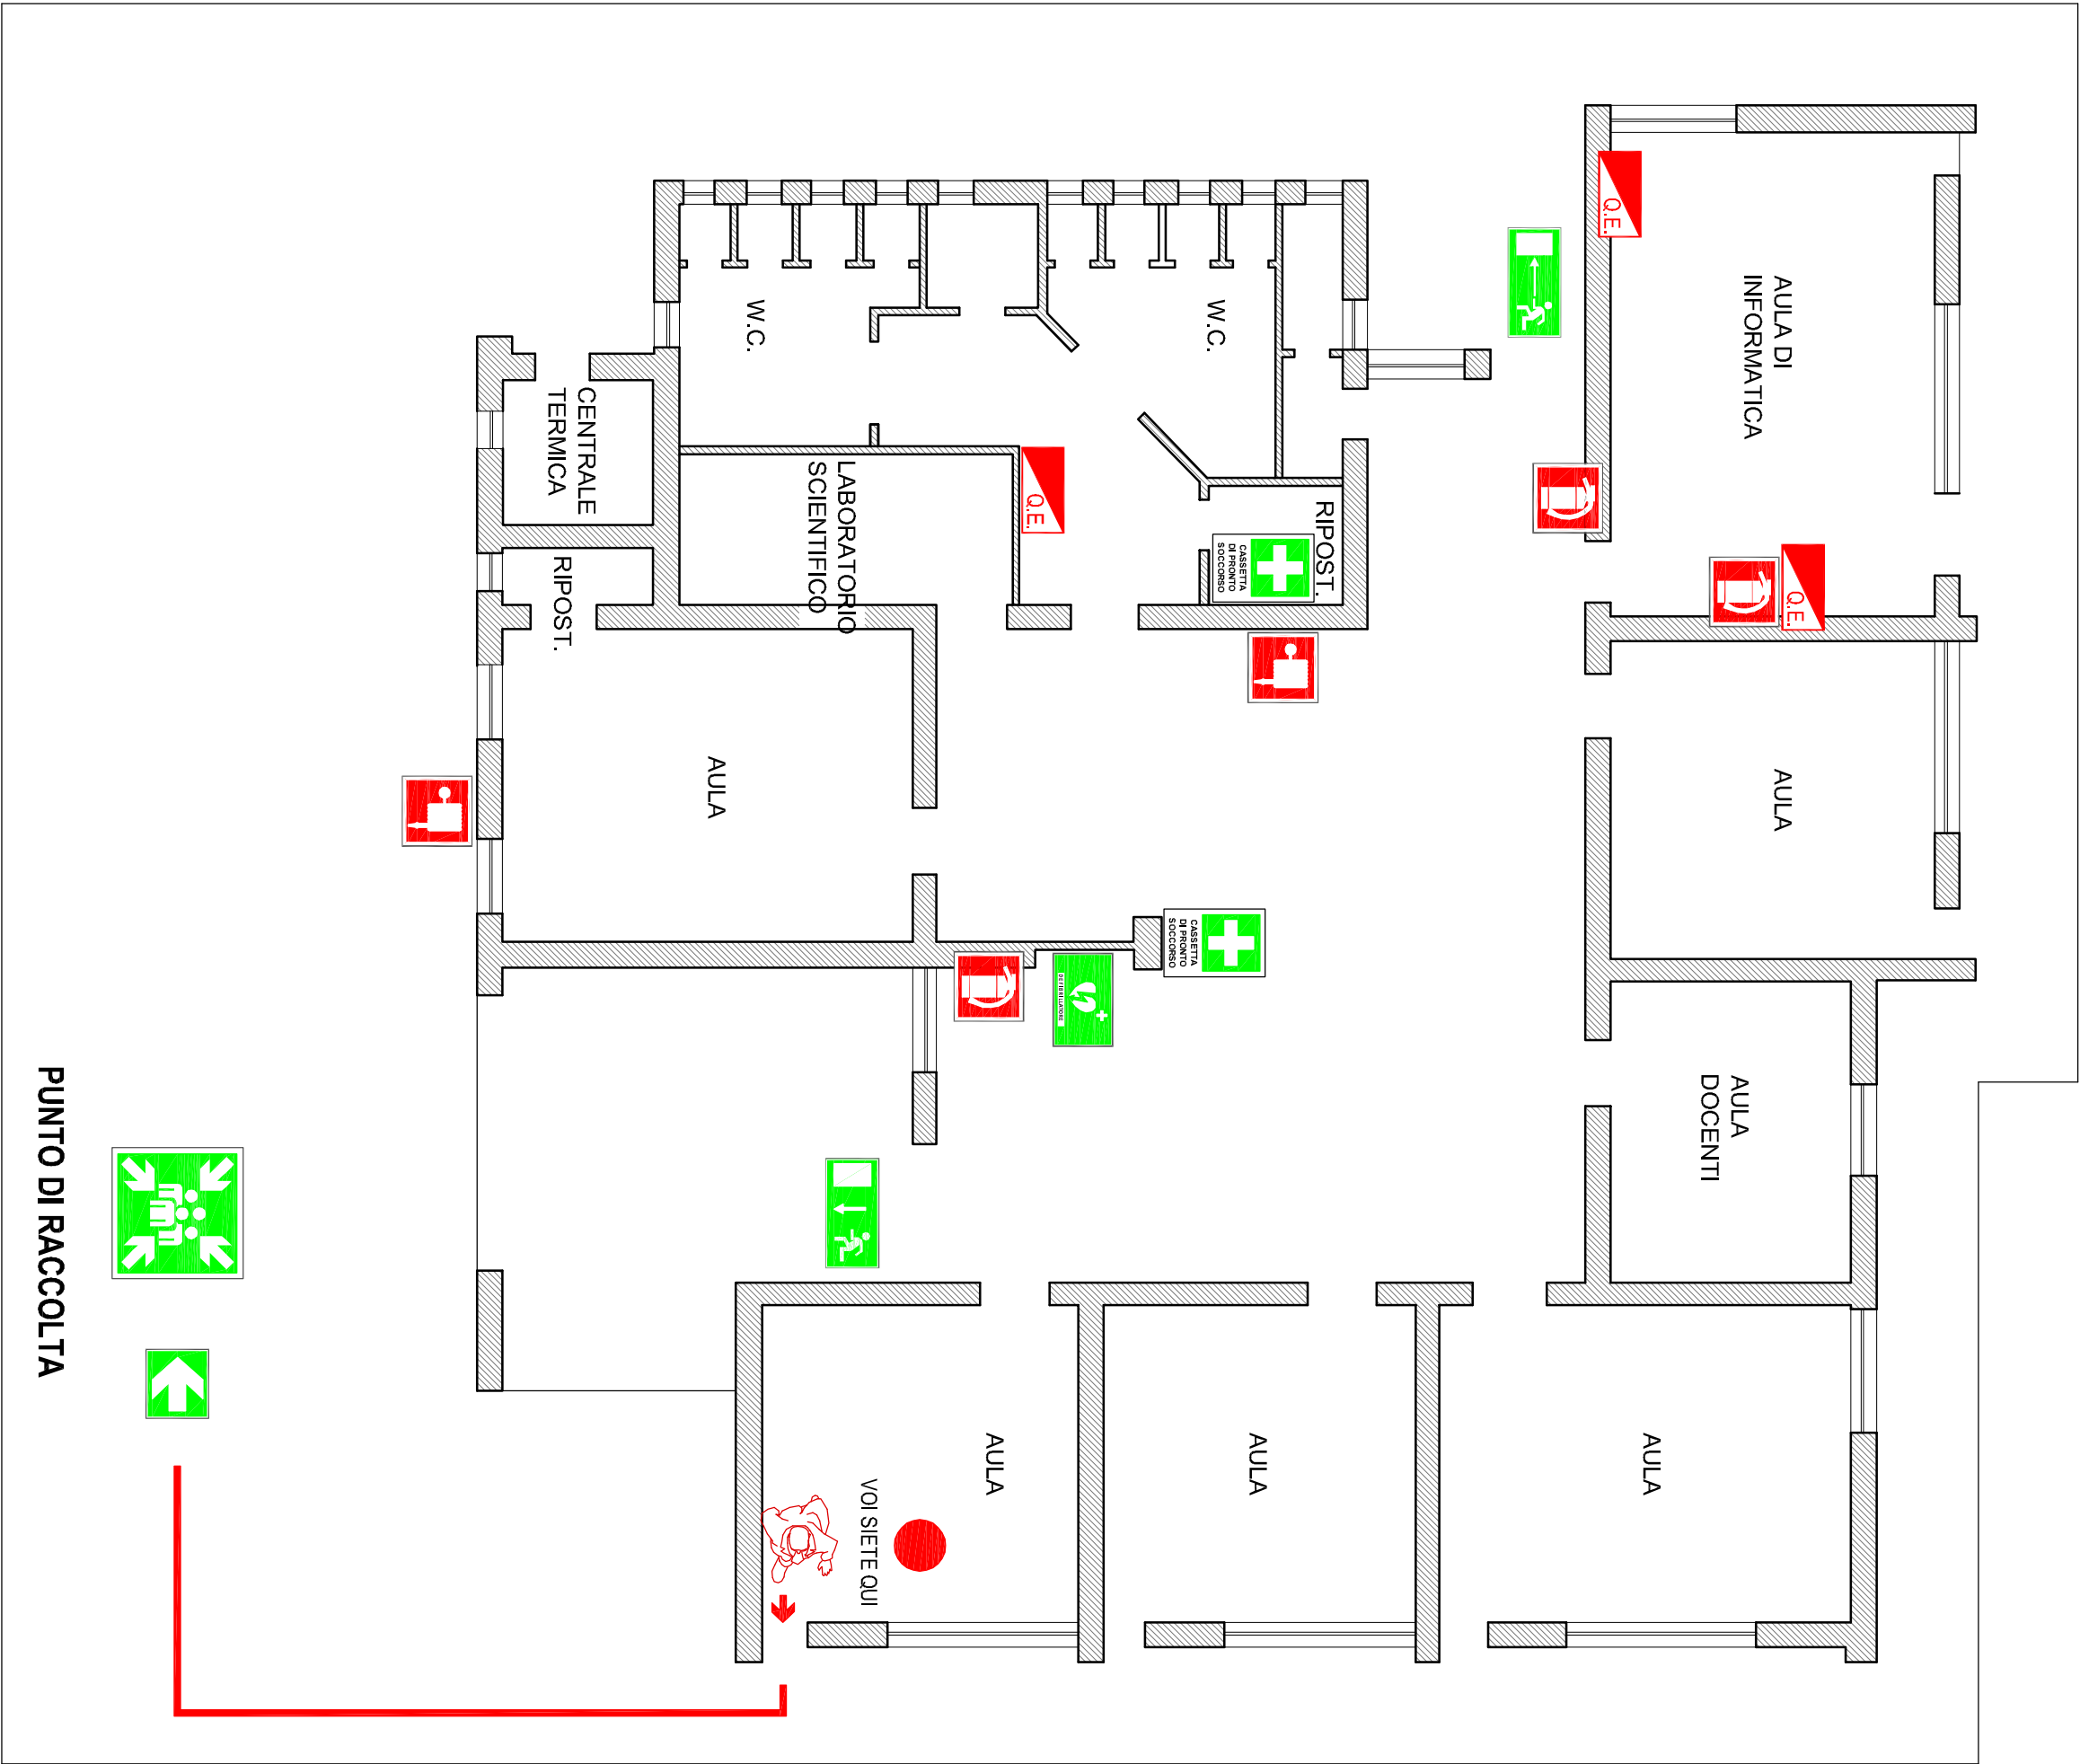 AULA DI
INFORMATICA
Q.E.
Q.E.
AULA
AULA
DOCENTI
AULA
W.C.
RIPOST.
CASSETTA
DI PRONTO
SOCCORSO
CASSETTA
DI PRONTO
SOCCORSO
DEFIBRILLATORE
Q.E.
AULA
W.C.
LABORATORIO
SCIENTIFICO
AULA
AULA
VOI SIETE QUI
CENTRALE
TERMICA
RIPOST.
PUNTO DI RACCOLTA